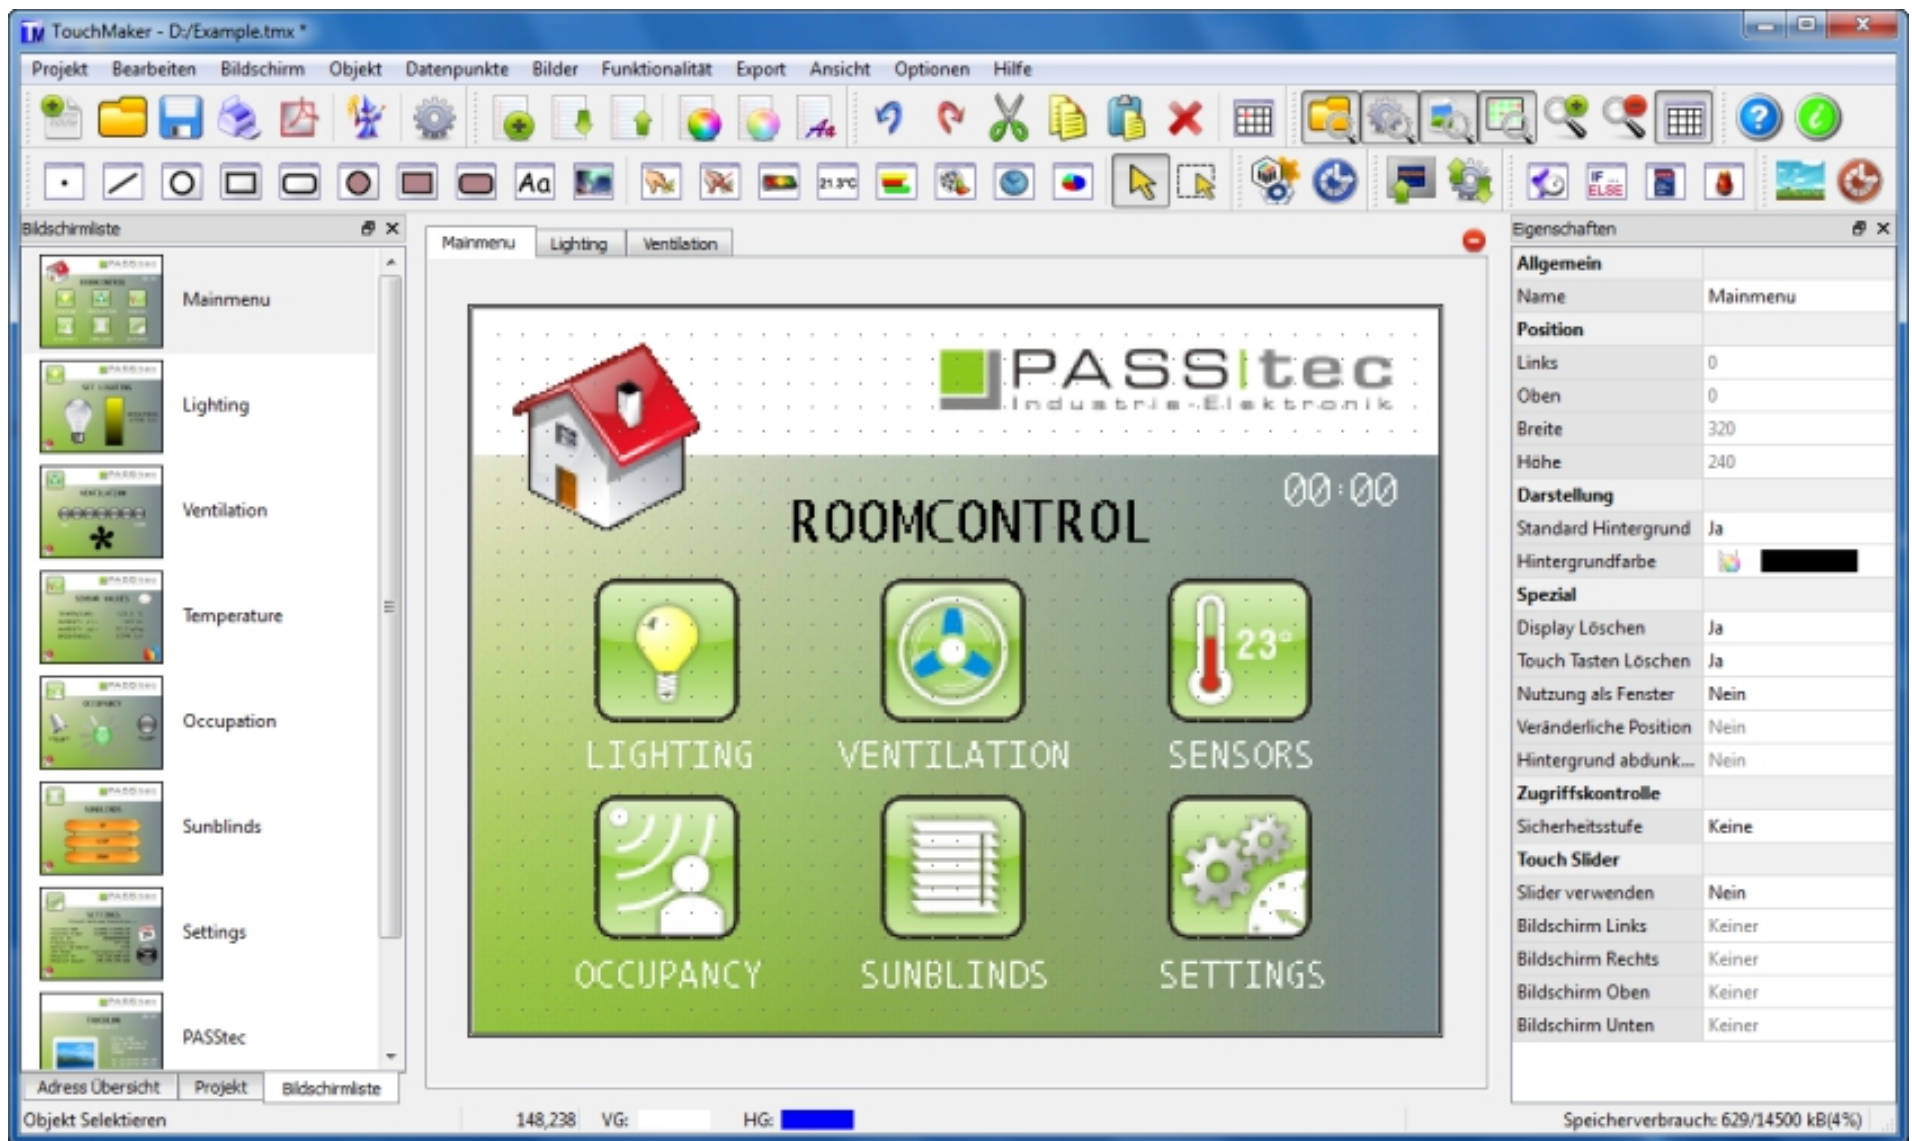 TouchMaker - D:/Example.tmx *
Projekt Bearbeiten Bildschirm Objekt Datenpunkte Bilder Funktionalität Export Ansicht Optionen Hilfe
Aa
Aa
21.3°C
IF ...
ELSE
Bildschirmliste
Mainmenu
Lighting
Ventilation
Temperature
Occupation
Sunblinds
Settings
PASStec
Adress Übersicht Projekt Bildschirmliste
Mainmenu Lighting Ventilation
PASStec
Industrie-Elektronik
00:00
ROOMCONTROL
23°
LIGHTING VENTILATION SENSORS
OCCUPANCY SUNBLINDS SETTINGS
Eigenschaften
Allgemein
Name Mainmenu
Position
Links 0
Oben 0
Breite 320
Höhe 240
Darstellung
Standard Hintergrund Ja
Hintergrundfarbe
Spezial
Display Löschen Ja
Touch Tasten Löschen Ja
Nutzung als Fenster Nein
Veränderliche Position Nein
Hintergrund abdunk... Nein
Zugriffskontrolle
Sicherheitsstufe Keine
Touch Slider
Slider verwenden Nein
Bildschirm Links Keiner
Bildschirm Rechts Keiner
Bildschirm Oben Keiner
Bildschirm Unten Keiner
Objekt Selektieren 148,238 VG: HG: Speicherverbrauch: 629/14500 kB(4%)